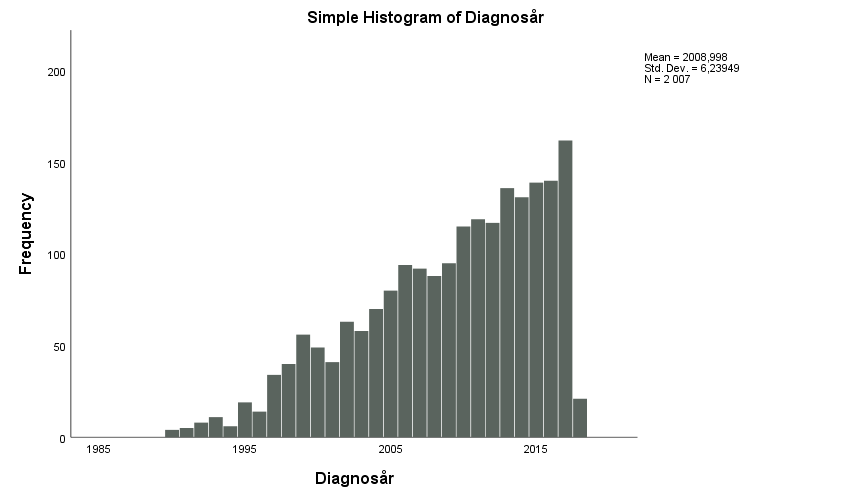 Simple Histogram of Diagnosår
Mean = 2008,998
Std. Dev. = 6,23949
N = 2 007
200
150
100
50
0
Frequency
1985
1995
2005
2015
Diagnosår